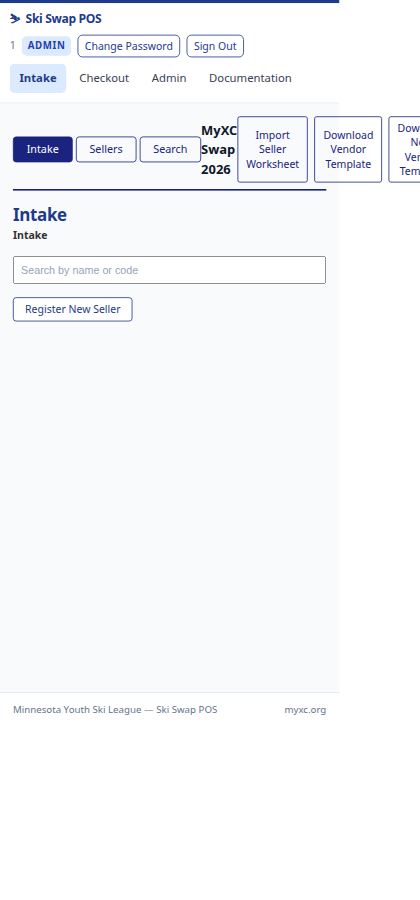 Ski Swap POS
1 ADMIN Change Password Sign Out
Intake Checkout Admin Documentation
Intake Sellers Search
MyXC
Swap
2026
Import
Seller
Worksheet
Download
Vendor
Template
Intake
Intake
Search by name or code
Register New Seller
Minnesota Youth Ski League — Ski Swap POS
myxc.org